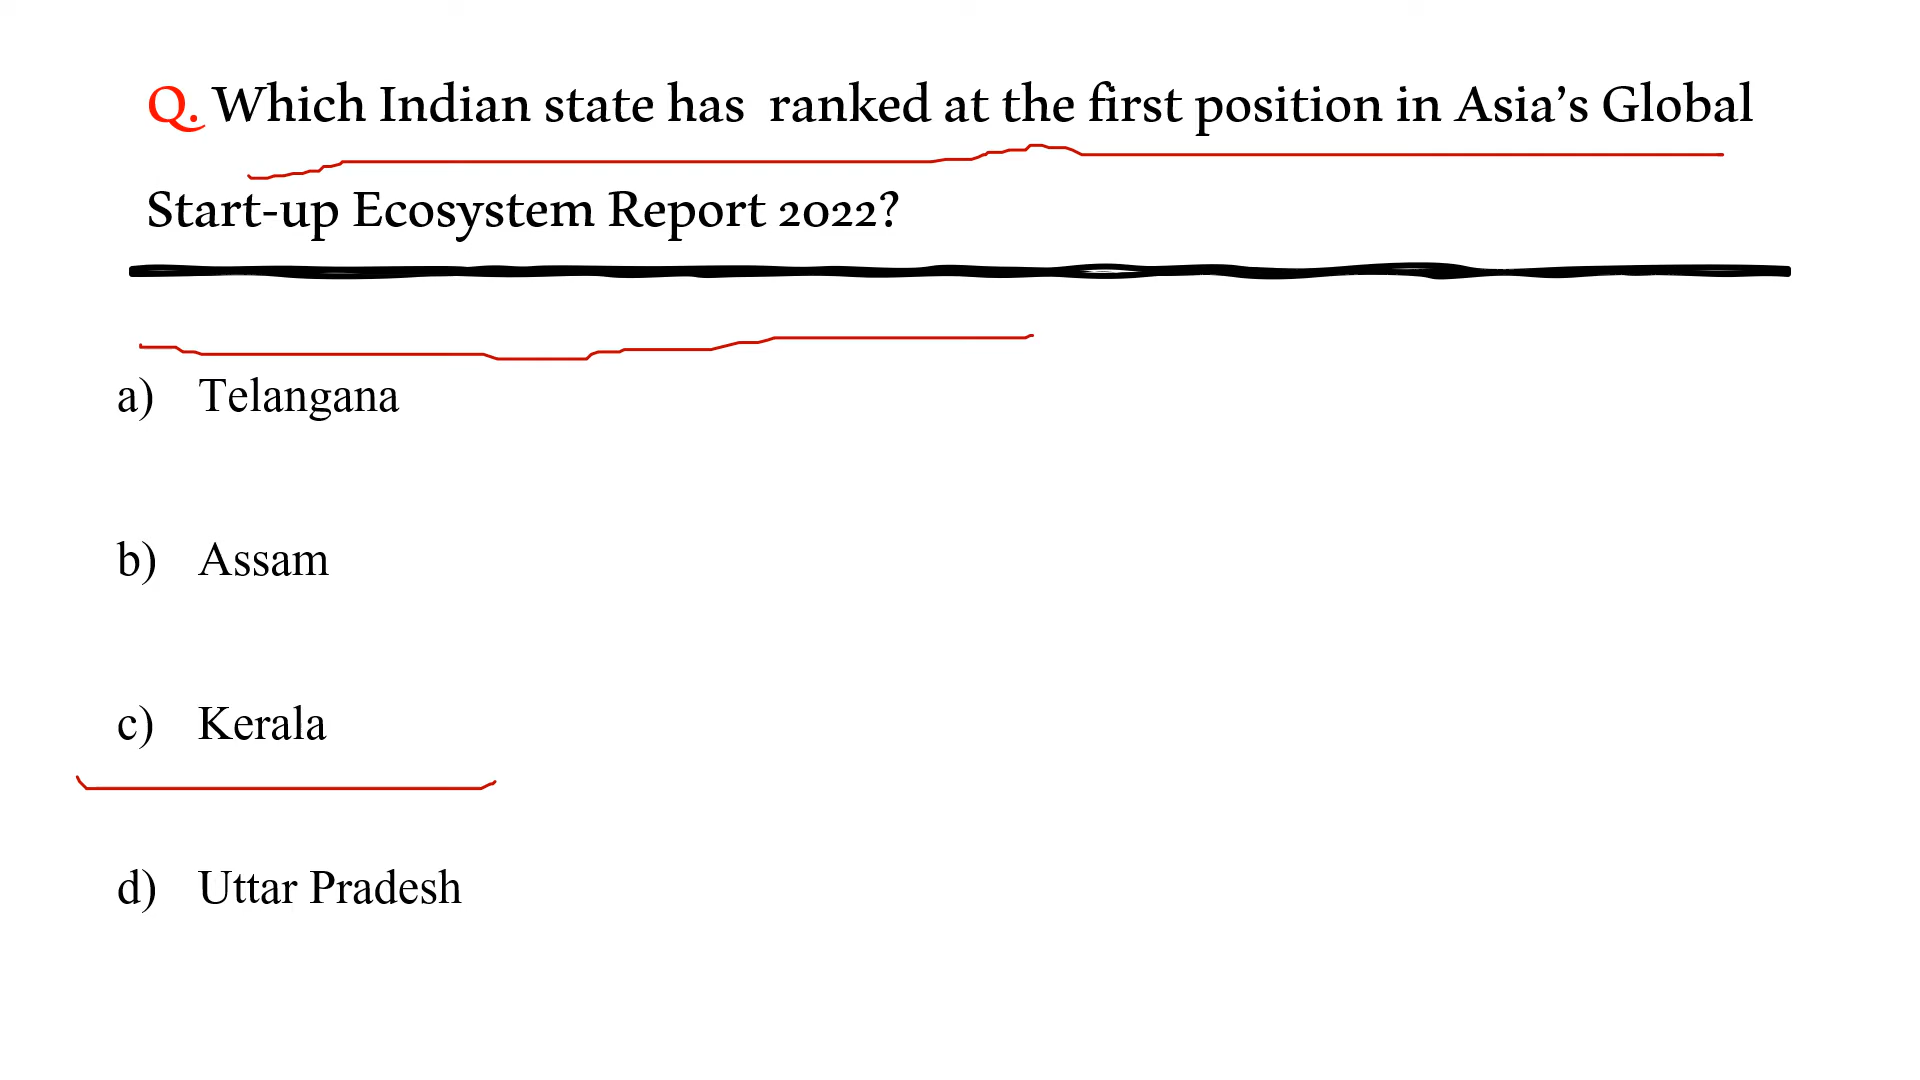 Q. Which Indian state has ranked at the first position in Asia’s Global
Start-up Ecosystem Report 2022?
a) Telangana
b) Assam
c) Kerala
d) Uttar Pradesh